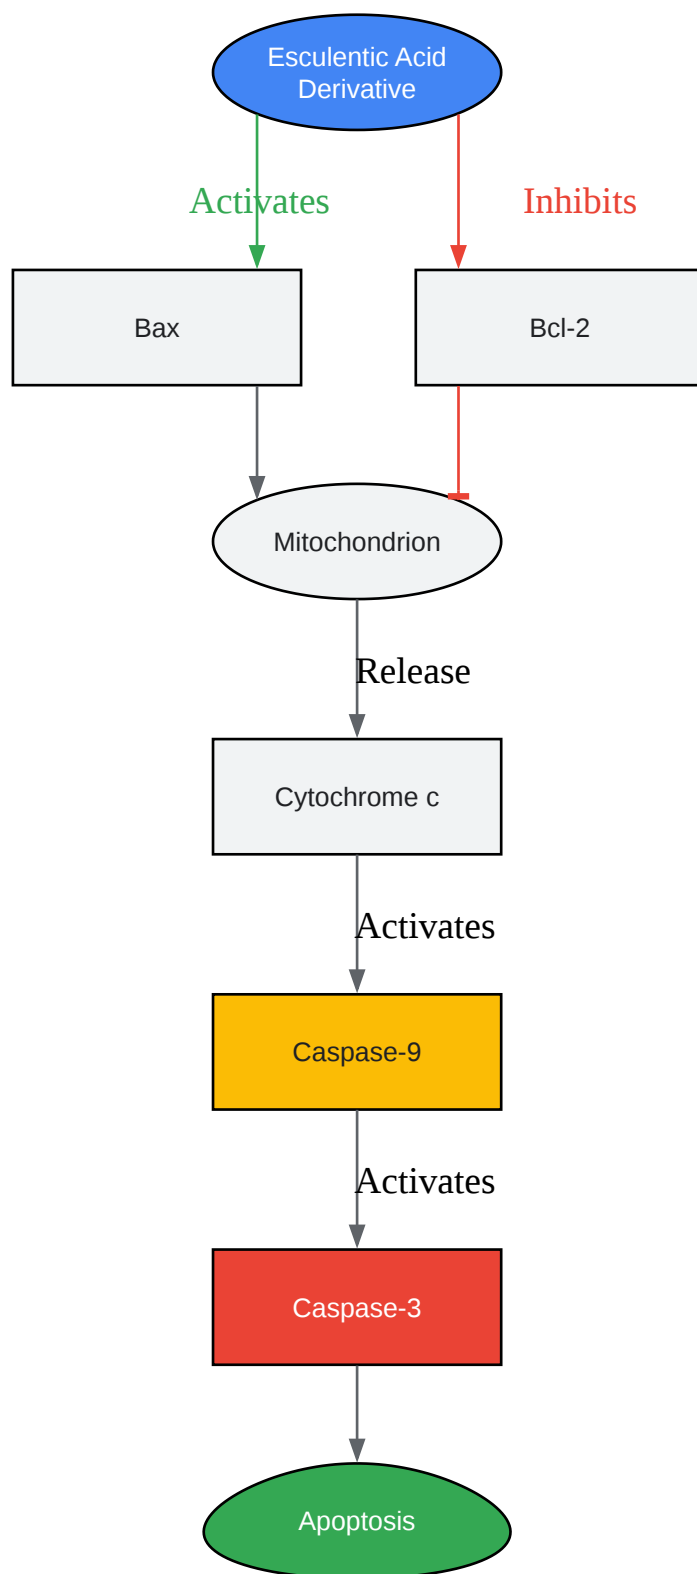 Esculentic Acid
Derivative
Activates
Inhibits
Bax
Bcl-2
Mitochondrion
Release
Cytochrome c
Activates
Caspase-9
Activates
Caspase-3
Apoptosis